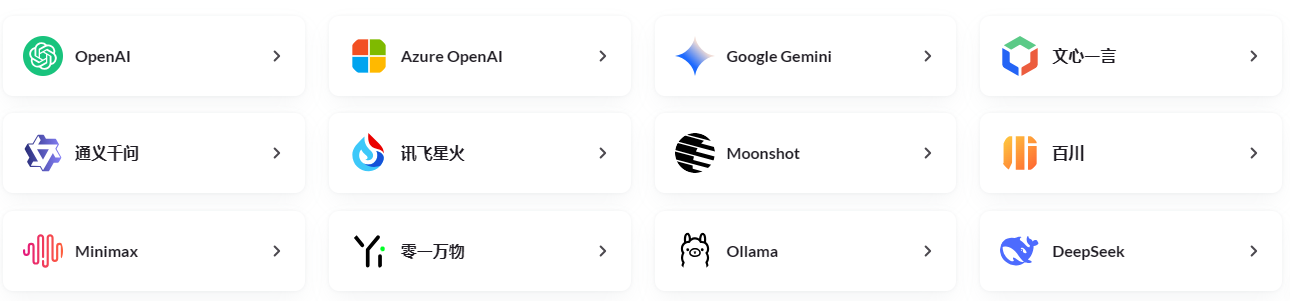 OpenAI
Azure OpenAI
Google Gemini
文心一言
通义千问
讯飞星火
Moonshot
百川
Minimax
零一万物
Ollama
DeepSeek